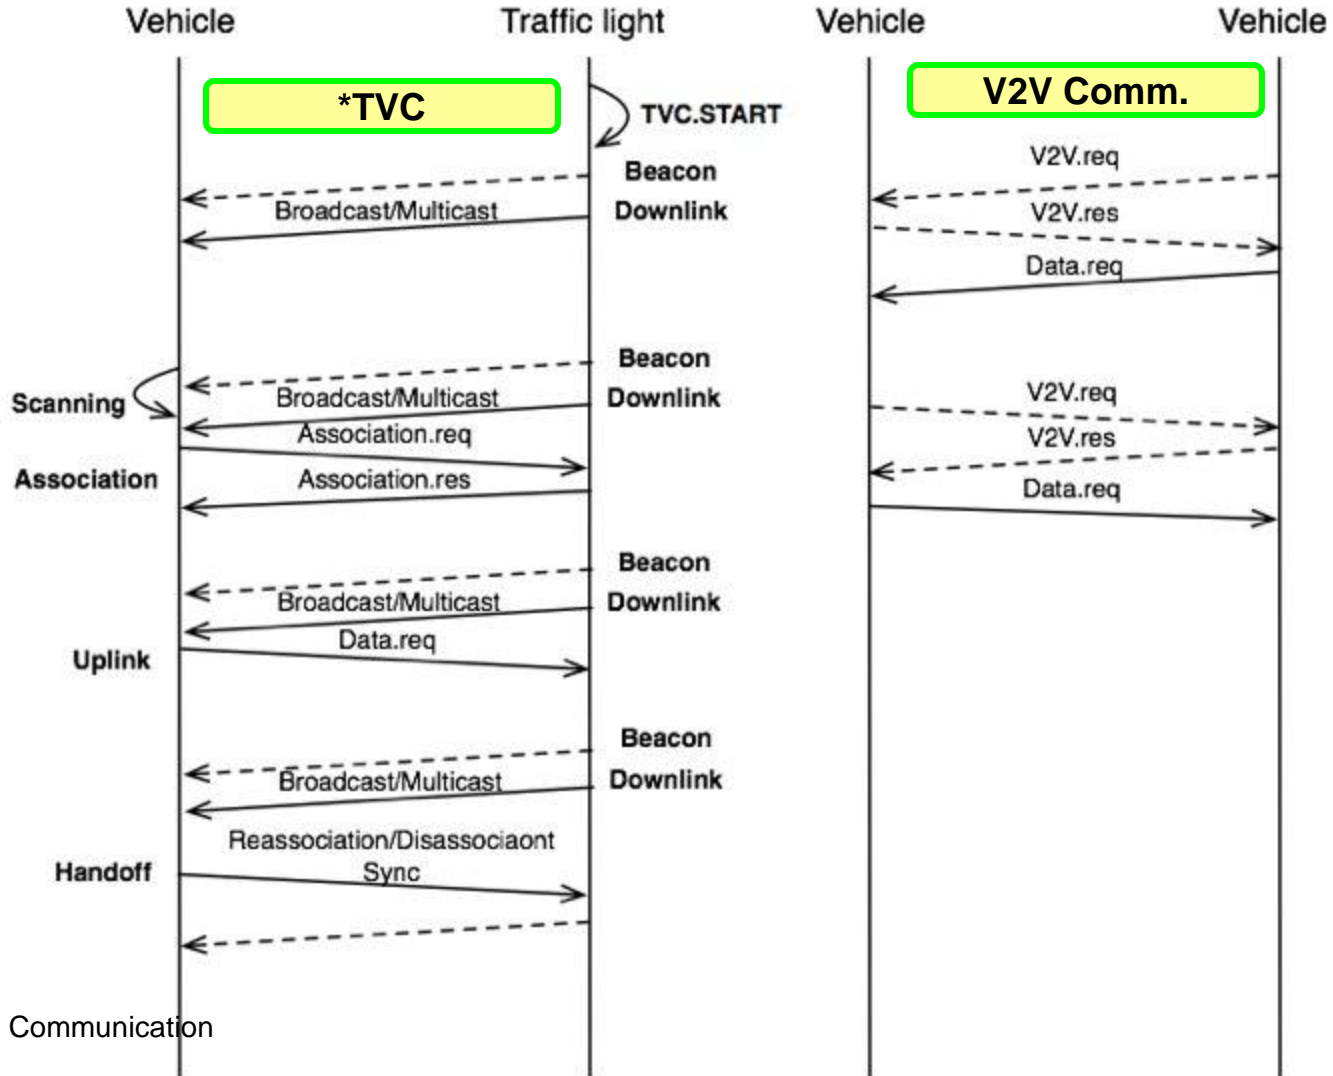 Vehicle
Traffic light
Vehicle
Vehicle
*TVC
V2V Comm.
TVC.START
Beacon
Broadcast/Multicast
Downlink
V2V.req
V2V.res
Data.req
Scanning
Beacon
Broadcast/Multicast
Downlink
Association.req
Association
Association.res
V2V.req
V2V.res
Data.req
Beacon
Broadcast/Multicast
Downlink
Data.req
Uplink
Beacon
Broadcast/Multicast
Downlink
Reassociation/Disassociaont
Handoff
Sync
Communication